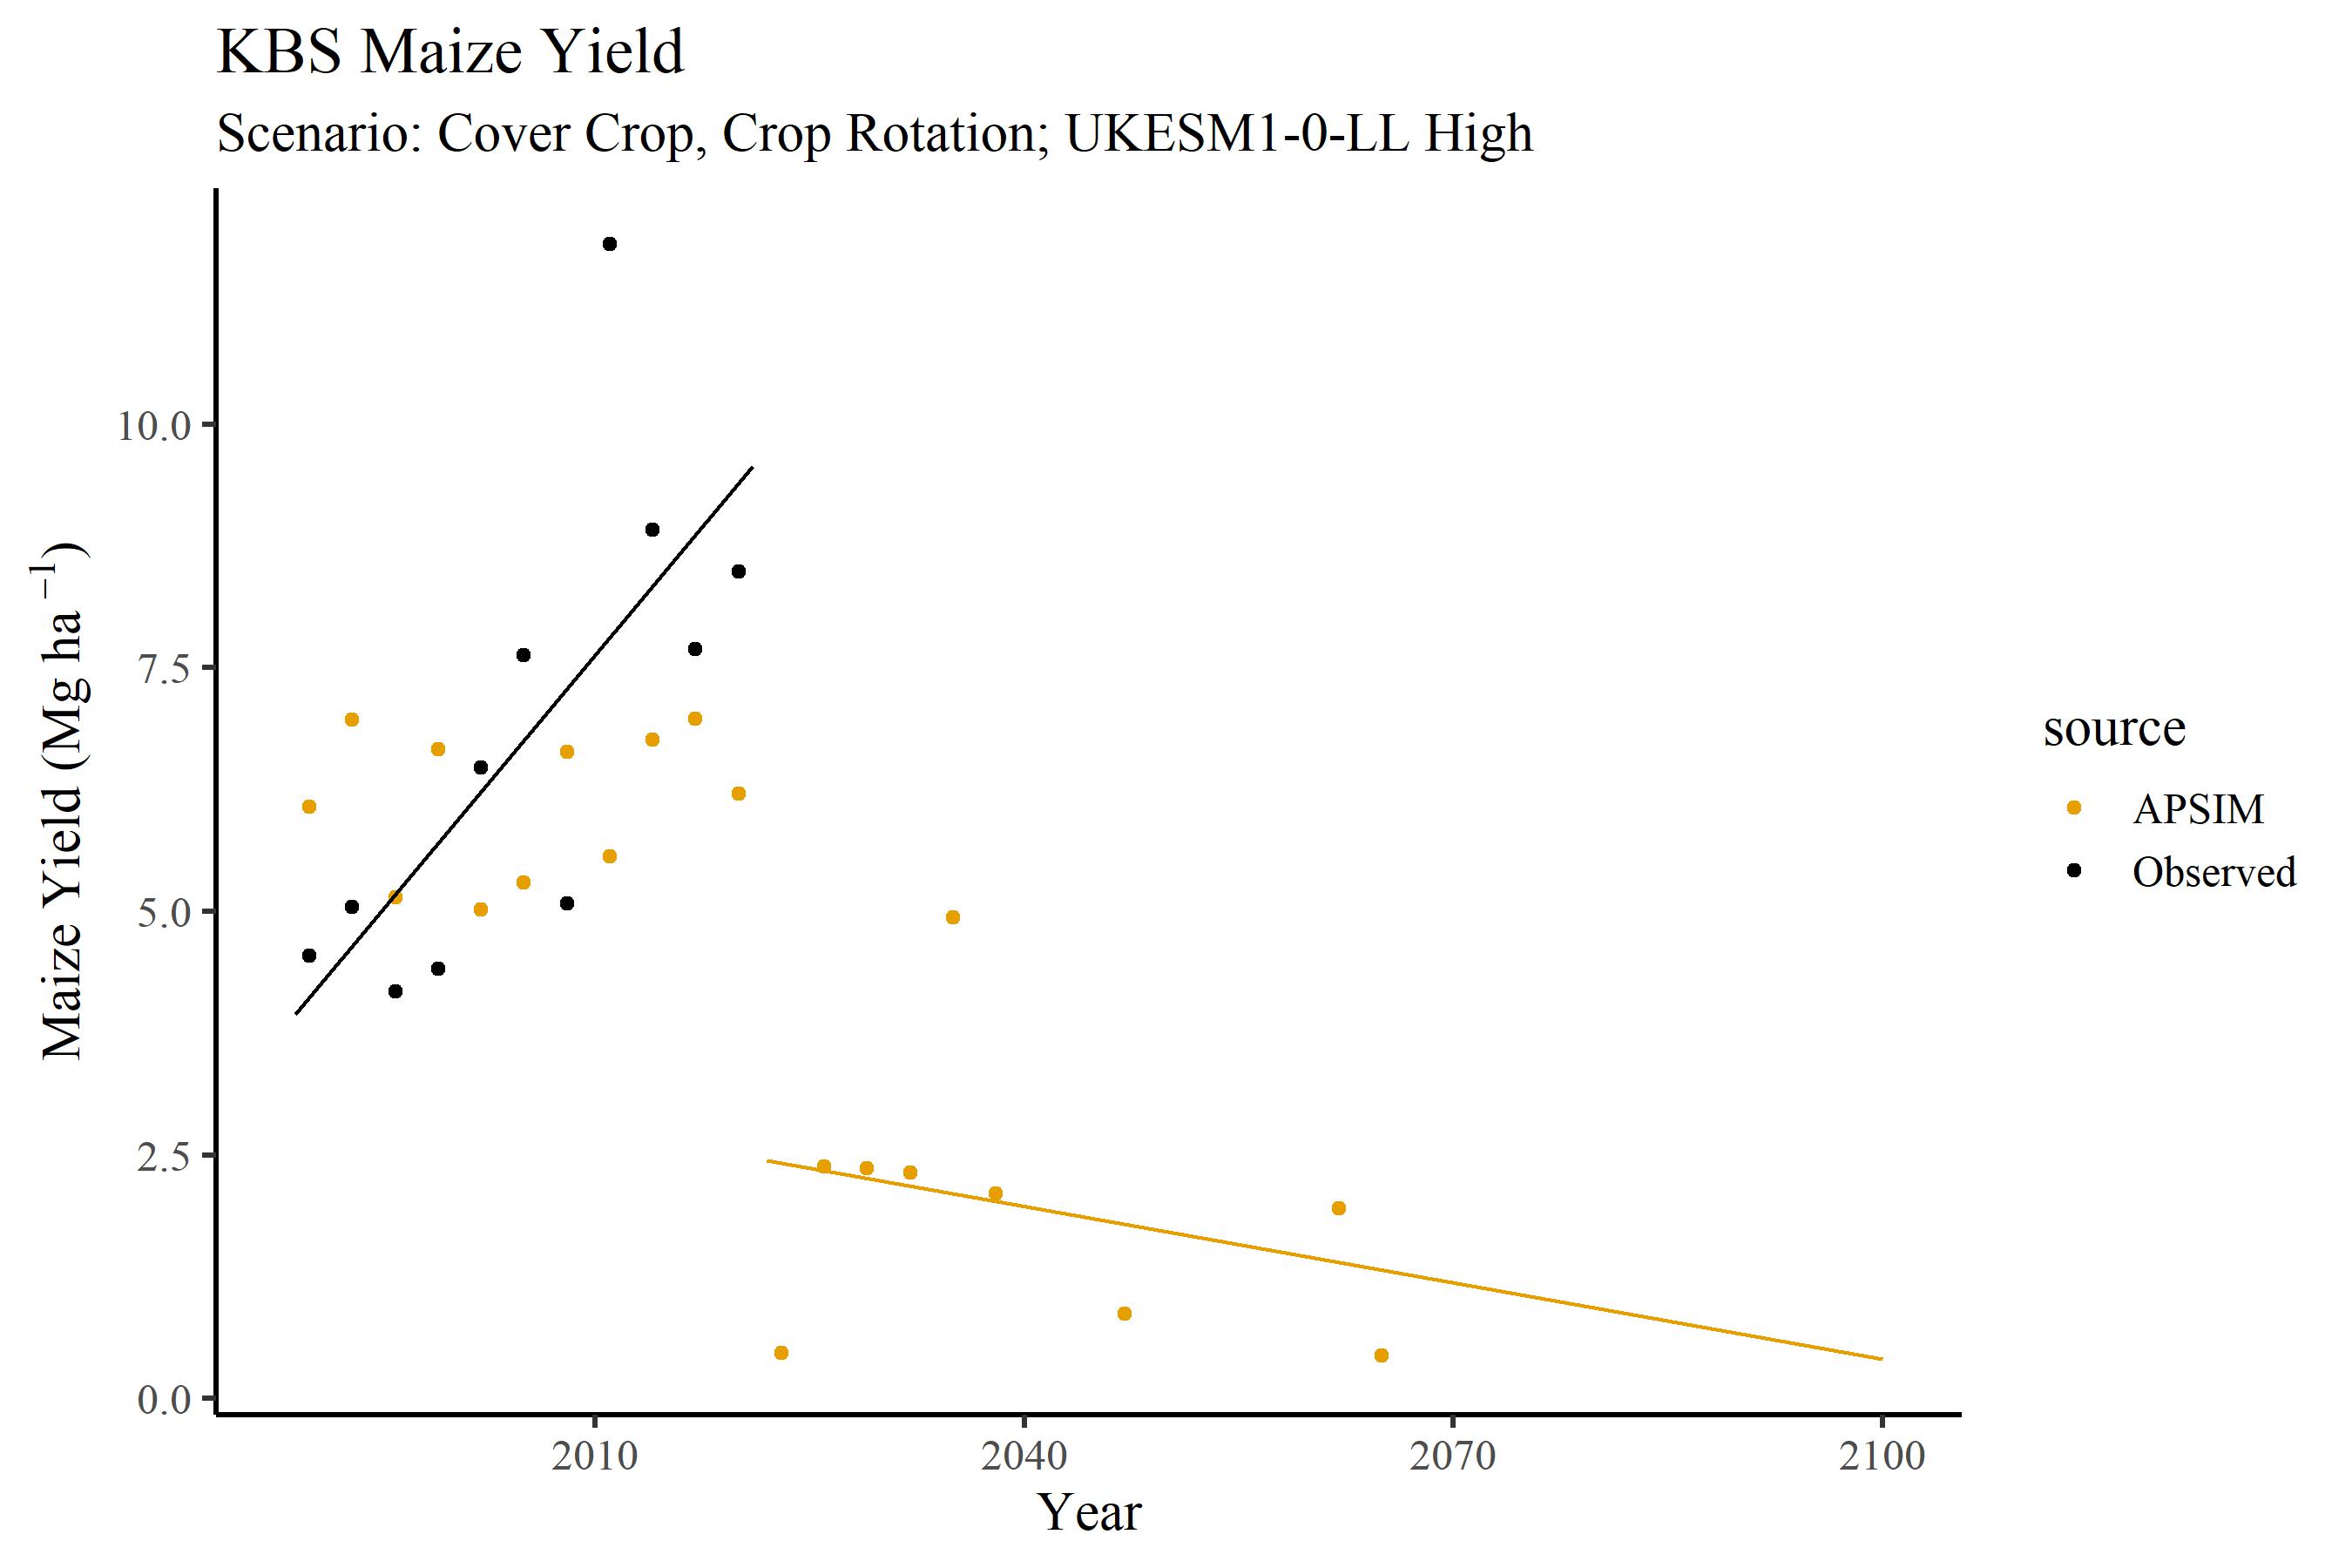 KBS Maize Yield
Scenario: Cover Crop, Crop Rotation; UKESM1-0-LL High
Maize Yield (Mg ha⁻¹)
10.0
7.5
5.0
2.5
0.0
2010
2040
2070
2100
Year
source
APSIM
Observed